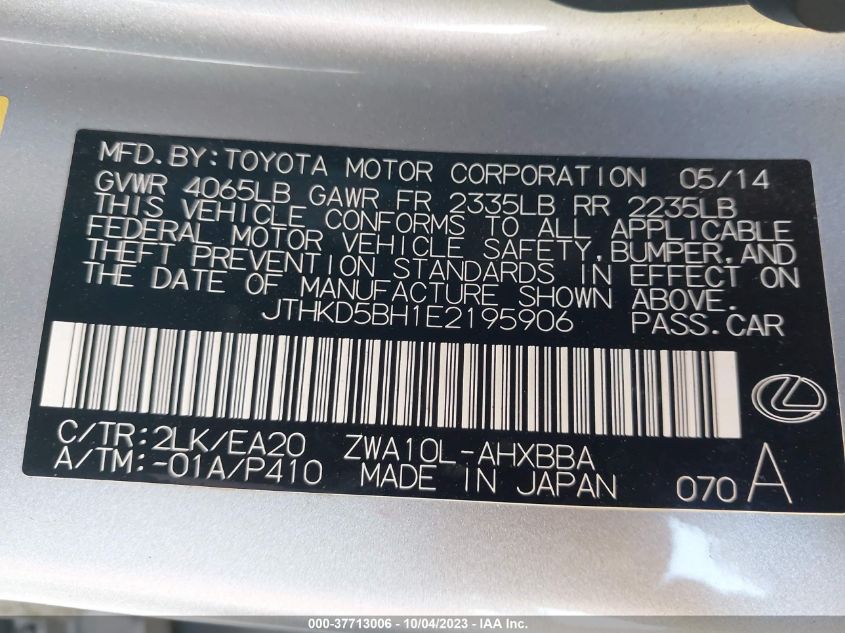 MFD.BY:TOYOTA MOTOR CORPORATION 05/14
GVWR 4065LB GAWR FR 2335LB RR 2235LB
THIS VEHICLE CONFORMS TO ALL APPLICABLE
FEDERAL MOTOR VEHICLE SAFETY,BUMPER,AND
THEFT PREVENTION STANDARDS IN EFFECT ON
THE DATE OF MANUFACTURE SHOWN ABOVE.
JTHKD5BH1E2195906 PASS.CAR
C/TR:2LK/EA20 ZWA10L-AHXBBA
A/TM:-01A/P410 MADE IN JAPAN 070 A
000-37713006 - 10/04/2023 - IAA Inc.